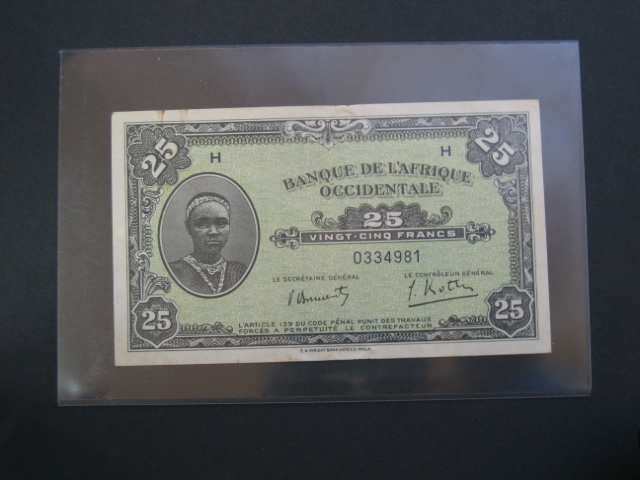 25
25
H
H
BANQUE DE L'AFRIQUE
OCCIDENTALE
25
VINGT-CINQ FRANCS
0334981
LE SECRÉTAIRE GÉNÉRAL
LE CONTRÔLEUR GÉNÉRAL
25
25
L'ARTICLE 139 DU CODE PÉNAL PUNIT DES TRAVAUX
FORCÉS À PERPÉTUITÉ LE CONTREFACTEUR